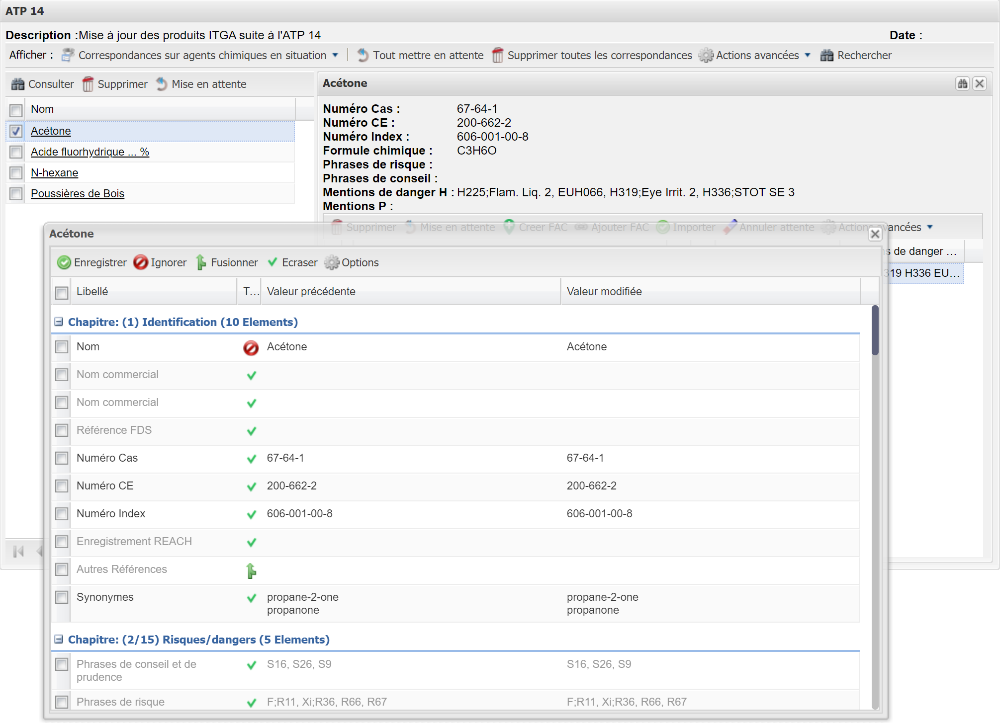 ATP 14
Description :Mise à jour des produits ITGA suite à l'ATP 14
Date :
Afficher : Correspondances sur agents chimiques en situation Tout mettre en attente Supprimer toutes les correspondances Actions avancées Rechercher
Consulter Supprimer Mise en attente
Nom
Acétone
Acide fluorhydrique ... %
N-hexane
Poussières de Bois
Acétone
Numéro Cas : 67-64-1
Numéro CE : 200-662-2
Numéro Index : 606-001-00-8
Formule chimique : C3H6O
Phrases de risque :
Phrases de conseil :
Mentions de danger H : H225;Flam. Liq. 2, EUH066, H319;Eye Irrit. 2, H336;STOT SE 3
Mentions P :
Supprimer Mise en attente Creer FAC Ajouter FAC Importer Annuler attente Actions avancées
s de danger ...
319 H336 EU...
Acétone
Enregistrer Ignorer Fusionner Ecraser Options
Libellé T... Valeur précédente Valeur modifiée
Chapitre: (1) Identification (10 Elements)
Nom Acétone Acétone
Nom commercial
Nom commercial
Référence FDS
Numéro Cas 67-64-1 67-64-1
Numéro CE 200-662-2 200-662-2
Numéro Index 606-001-00-8 606-001-00-8
Enregistrement REACH
Autres Références
Synonymes propane-2-one propane-2-one
propanone propanone
Chapitre: (2/15) Risques/dangers (5 Elements)
Phrases de conseil et de S16, S26, S9 S16, S26, S9
prudence
Phrases de risque F;R11, Xi;R36, R66, R67 F;R11, Xi;R36, R66, R67